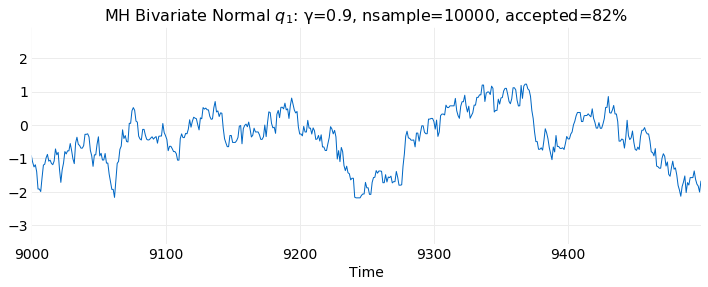 MH Bivariate Normal q₁: γ=0.9, nsample=10000, accepted=82%
2
1
0
−1
−2
−3
9000 9100 9200 9300 9400
Time